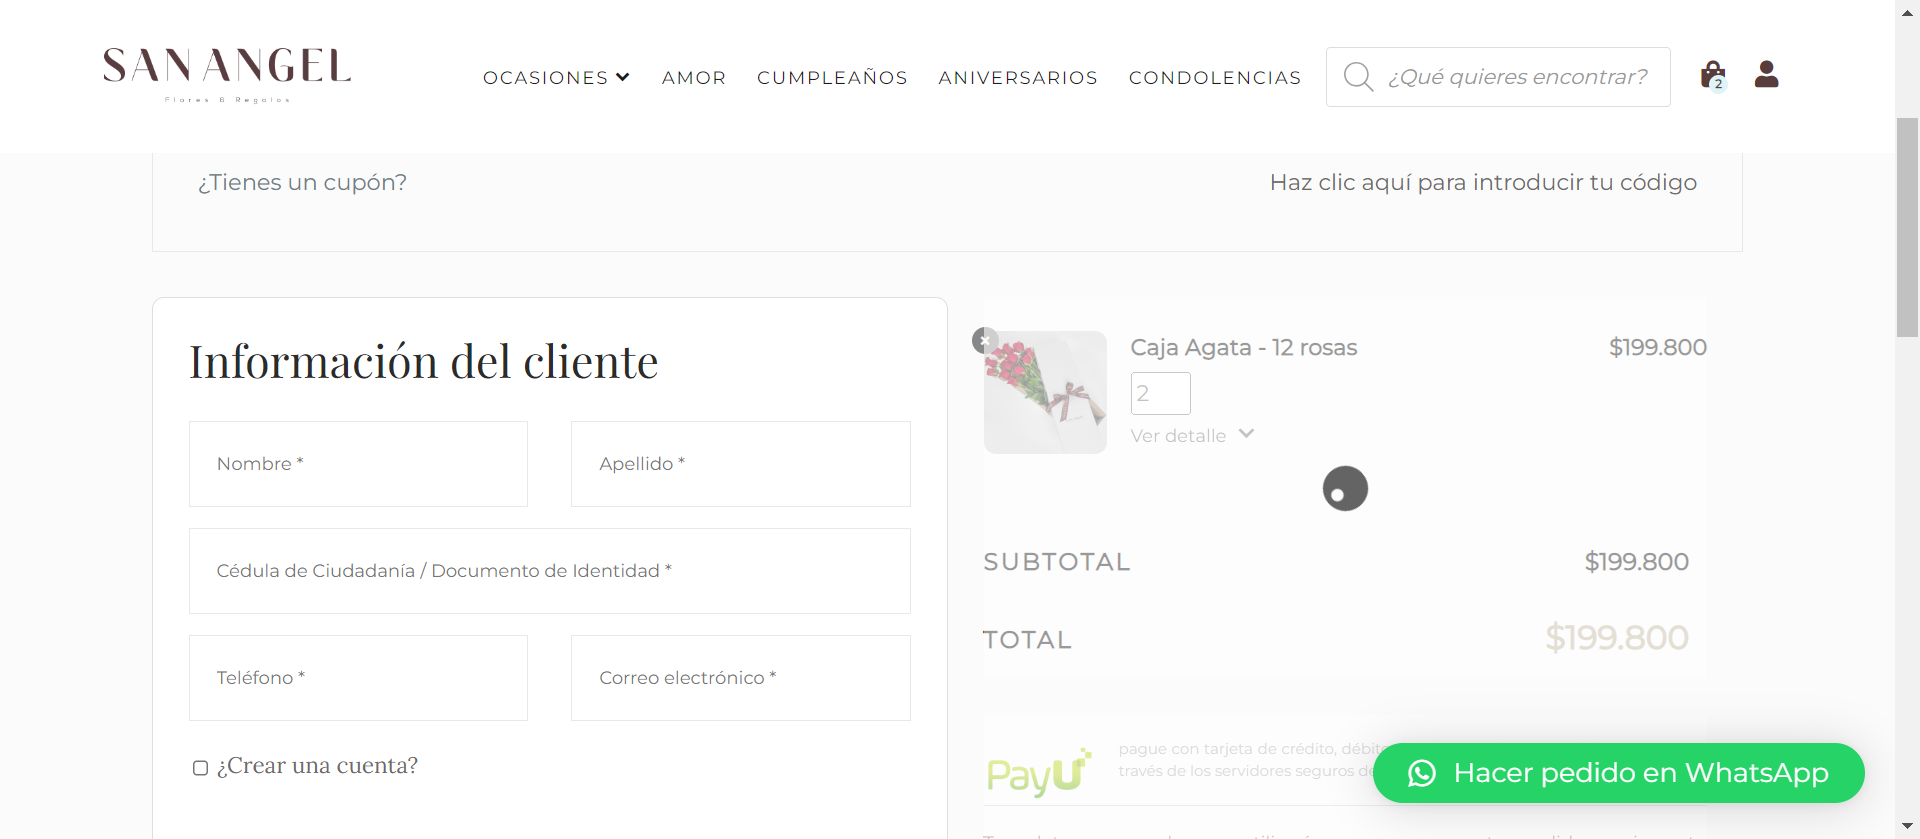 SAN ANGEL
Flores & Regalos
OCASIONES
AMOR
CUMPLEAÑOS
ANIVERSARIOS
CONDOLENCIAS
¿Qué quieres encontrar?
2
¿Tienes un cupón?
Haz clic aquí para introducir tu código
Información del cliente
Nombre *
Apellido *
Cédula de Ciudadanía / Documento de Identidad *
Teléfono *
Correo electrónico *
¿Crear una cuenta?
Caja Agata - 12 rosas
$199.800
2
Ver detalle
SUBTOTAL
$199.800
TOTAL
$199.800
PayU
pague con tarjeta de crédito, débito
través de los servidores seguros de
Hacer pedido en WhatsApp